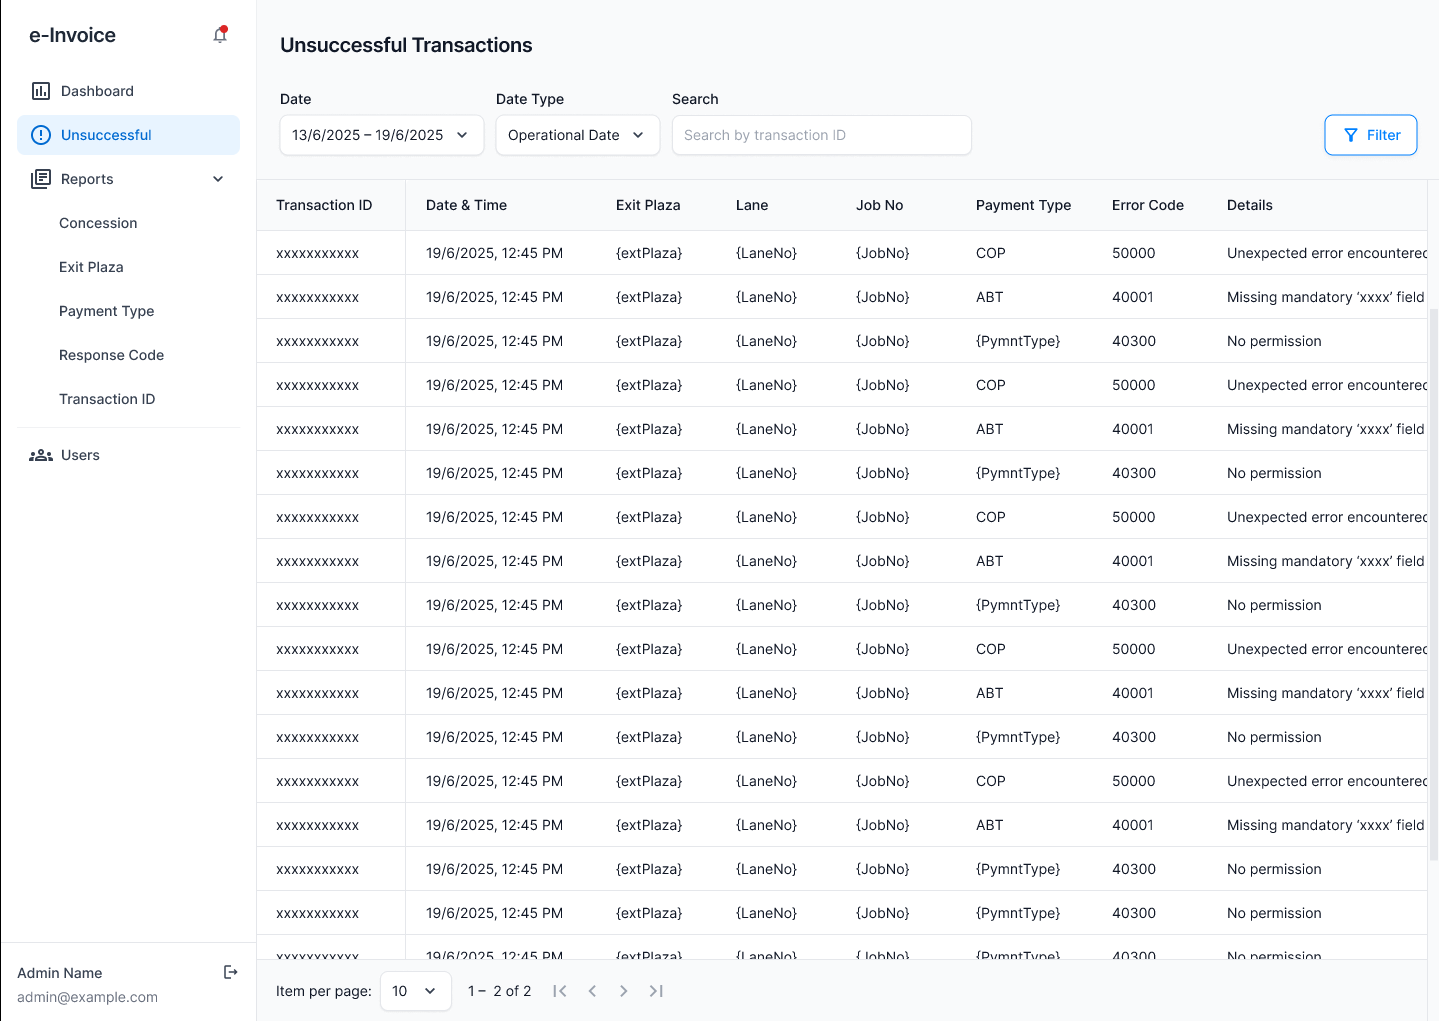 e-Invoice
Dashboard
Unsuccessful
Reports
Concession
Exit Plaza
Payment Type
Response Code
Transaction ID
Users
Admin Name
admin@example.com
Unsuccessful Transactions
Date Date Type Search
13/6/2025 – 19/6/2025 Operational Date Search by transaction ID Filter
Transaction ID Date & Time Exit Plaza Lane Job No Payment Type Error Code Details
xxxxxxxxxxx 19/6/2025, 12:45 PM {extPlaza} {LaneNo} {JobNo} COP 50000 Unexpected error encountered
xxxxxxxxxxx 19/6/2025, 12:45 PM {extPlaza} {LaneNo} {JobNo} ABT 40001 Missing mandatory ‘xxxx’ field
xxxxxxxxxxx 19/6/2025, 12:45 PM {extPlaza} {LaneNo} {JobNo} {PymntType} 40300 No permission
xxxxxxxxxxx 19/6/2025, 12:45 PM {extPlaza} {LaneNo} {JobNo} COP 50000 Unexpected error encountered
xxxxxxxxxxx 19/6/2025, 12:45 PM {extPlaza} {LaneNo} {JobNo} ABT 40001 Missing mandatory ‘xxxx’ field
xxxxxxxxxxx 19/6/2025, 12:45 PM {extPlaza} {LaneNo} {JobNo} {PymntType} 40300 No permission
xxxxxxxxxxx 19/6/2025, 12:45 PM {extPlaza} {LaneNo} {JobNo} COP 50000 Unexpected error encountered
xxxxxxxxxxx 19/6/2025, 12:45 PM {extPlaza} {LaneNo} {JobNo} ABT 40001 Missing mandatory ‘xxxx’ field
xxxxxxxxxxx 19/6/2025, 12:45 PM {extPlaza} {LaneNo} {JobNo} {PymntType} 40300 No permission
xxxxxxxxxxx 19/6/2025, 12:45 PM {extPlaza} {LaneNo} {JobNo} COP 50000 Unexpected error encountered
xxxxxxxxxxx 19/6/2025, 12:45 PM {extPlaza} {LaneNo} {JobNo} ABT 40001 Missing mandatory ‘xxxx’ field
xxxxxxxxxxx 19/6/2025, 12:45 PM {extPlaza} {LaneNo} {JobNo} {PymntType} 40300 No permission
xxxxxxxxxxx 19/6/2025, 12:45 PM {extPlaza} {LaneNo} {JobNo} COP 50000 Unexpected error encountered
xxxxxxxxxxx 19/6/2025, 12:45 PM {extPlaza} {LaneNo} {JobNo} ABT 40001 Missing mandatory ‘xxxx’ field
xxxxxxxxxxx 19/6/2025, 12:45 PM {extPlaza} {LaneNo} {JobNo} {PymntType} 40300 No permission
xxxxxxxxxxx 19/6/2025, 12:45 PM {extPlaza} {LaneNo} {JobNo} {PymntType} 40300 No permission
xxxxxxxxxxx 19/6/2025, 12:45 PM {extPlaza} {LaneNo} {JobNo} {PymntType} 40300 No permission
Item per page: 10 1 – 2 of 2